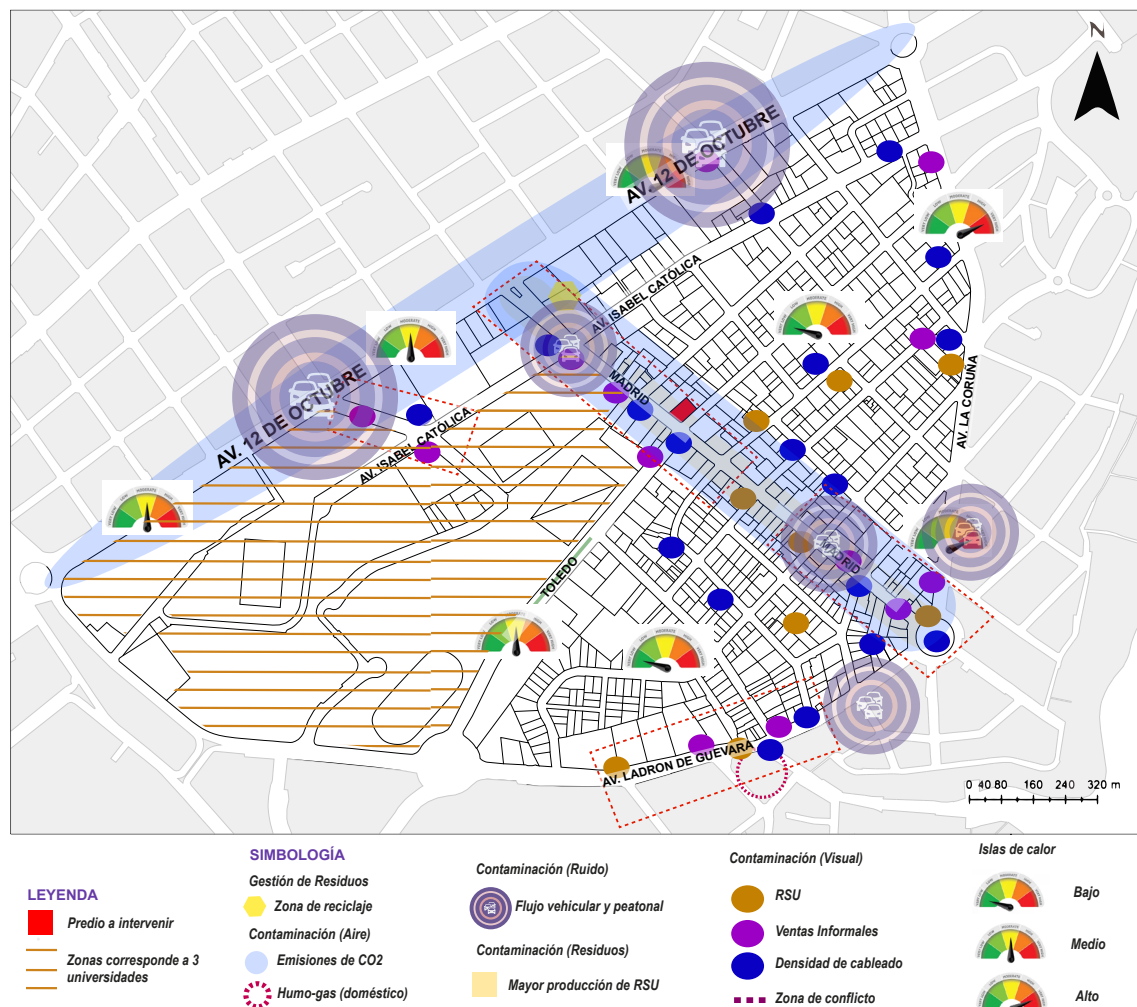 N
AV. 12 DE OCTUBRE
AV. ISABEL CATÓLICA
MADRID
AV. 12 DE OCTUBRE
AV. ISABEL CATÓLICA
AV. LA CORUÑA
TOLEDO
AV. LADRON DE GUEVARA
0 40 80 160 240 320 m
LEYENDA
Predio a intervenir
Zonas corresponde a 3
universidades
SIMBOLOGÍA
Gestión de Residuos
Zona de reciclaje
Contaminación (Aire)
Emisiones de CO2
Humo-gas (doméstico)
Contaminación (Ruido)
Flujo vehicular y peatonal
Contaminación (Residuos)
Mayor producción de RSU
Contaminación (Visual)
RSU
Ventas Informales
Densidad de cableado
Zona de conflicto
Islas de calor
Bajo
Medio
Alto